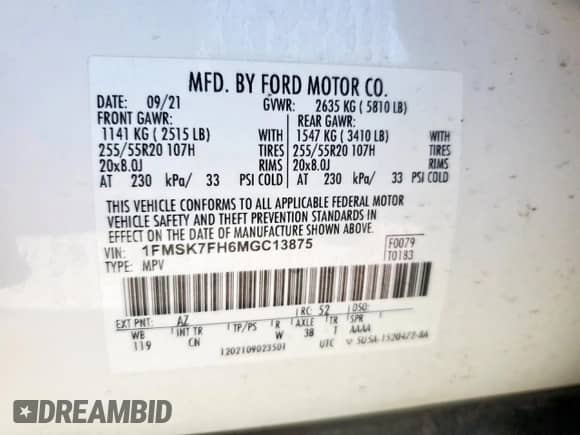 MFD. BY FORD MOTOR CO.
DATE: 09/21 GVWR: 2635 KG ( 5810 LB)
FRONT GAWR: REAR GAWR:
1141 KG ( 2515 LB) WITH 1547 KG ( 3410 LB) WITH
255/55R20 107H TIRES 255/55R20 107H TIRES
20x8.0J RIMS 20x8.0J RIMS
AT 230 kPa/ 33 PSI COLD AT 230 kPa/ 33 PSI COLD
THIS VEHICLE CONFORMS TO ALL APPLICABLE FEDERAL MOTOR
VEHICLE SAFETY AND THEFT PREVENTION STANDARDS IN
EFFECT ON THE DATE OF MANUFACTURE SHOWN ABOVE.
VIN: 1FMSK7FH6MGC13875 F0079
TYPE: MPV T0183
EXT PNT: AZ RC: 52 DSO:
WB INT TR TP/PS R AXLE TR SPR
119 CN W 3B T AAAA
1202109023501 UTC
DREAMBID